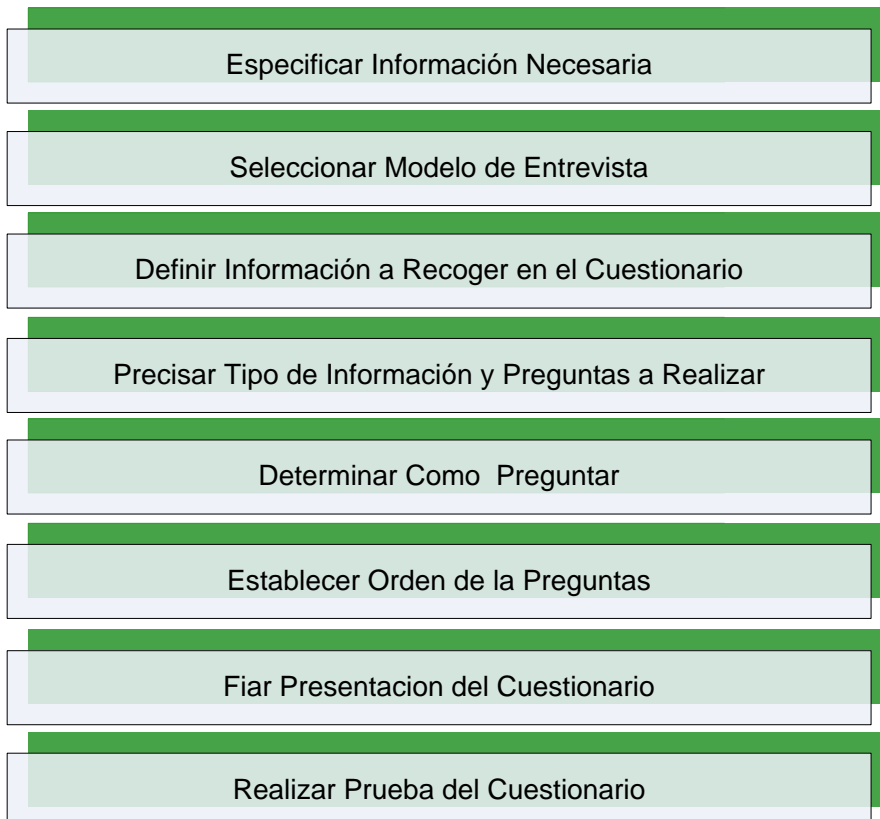 Especificar Información Necesaria
Seleccionar Modelo de Entrevista
Definir Información a Recoger en el Cuestionario
Precisar Tipo de Información y Preguntas a Realizar
Determinar Como  Preguntar
Establecer Orden de la Preguntas
Fiar Presentacion del Cuestionario
Realizar Prueba del Cuestionario